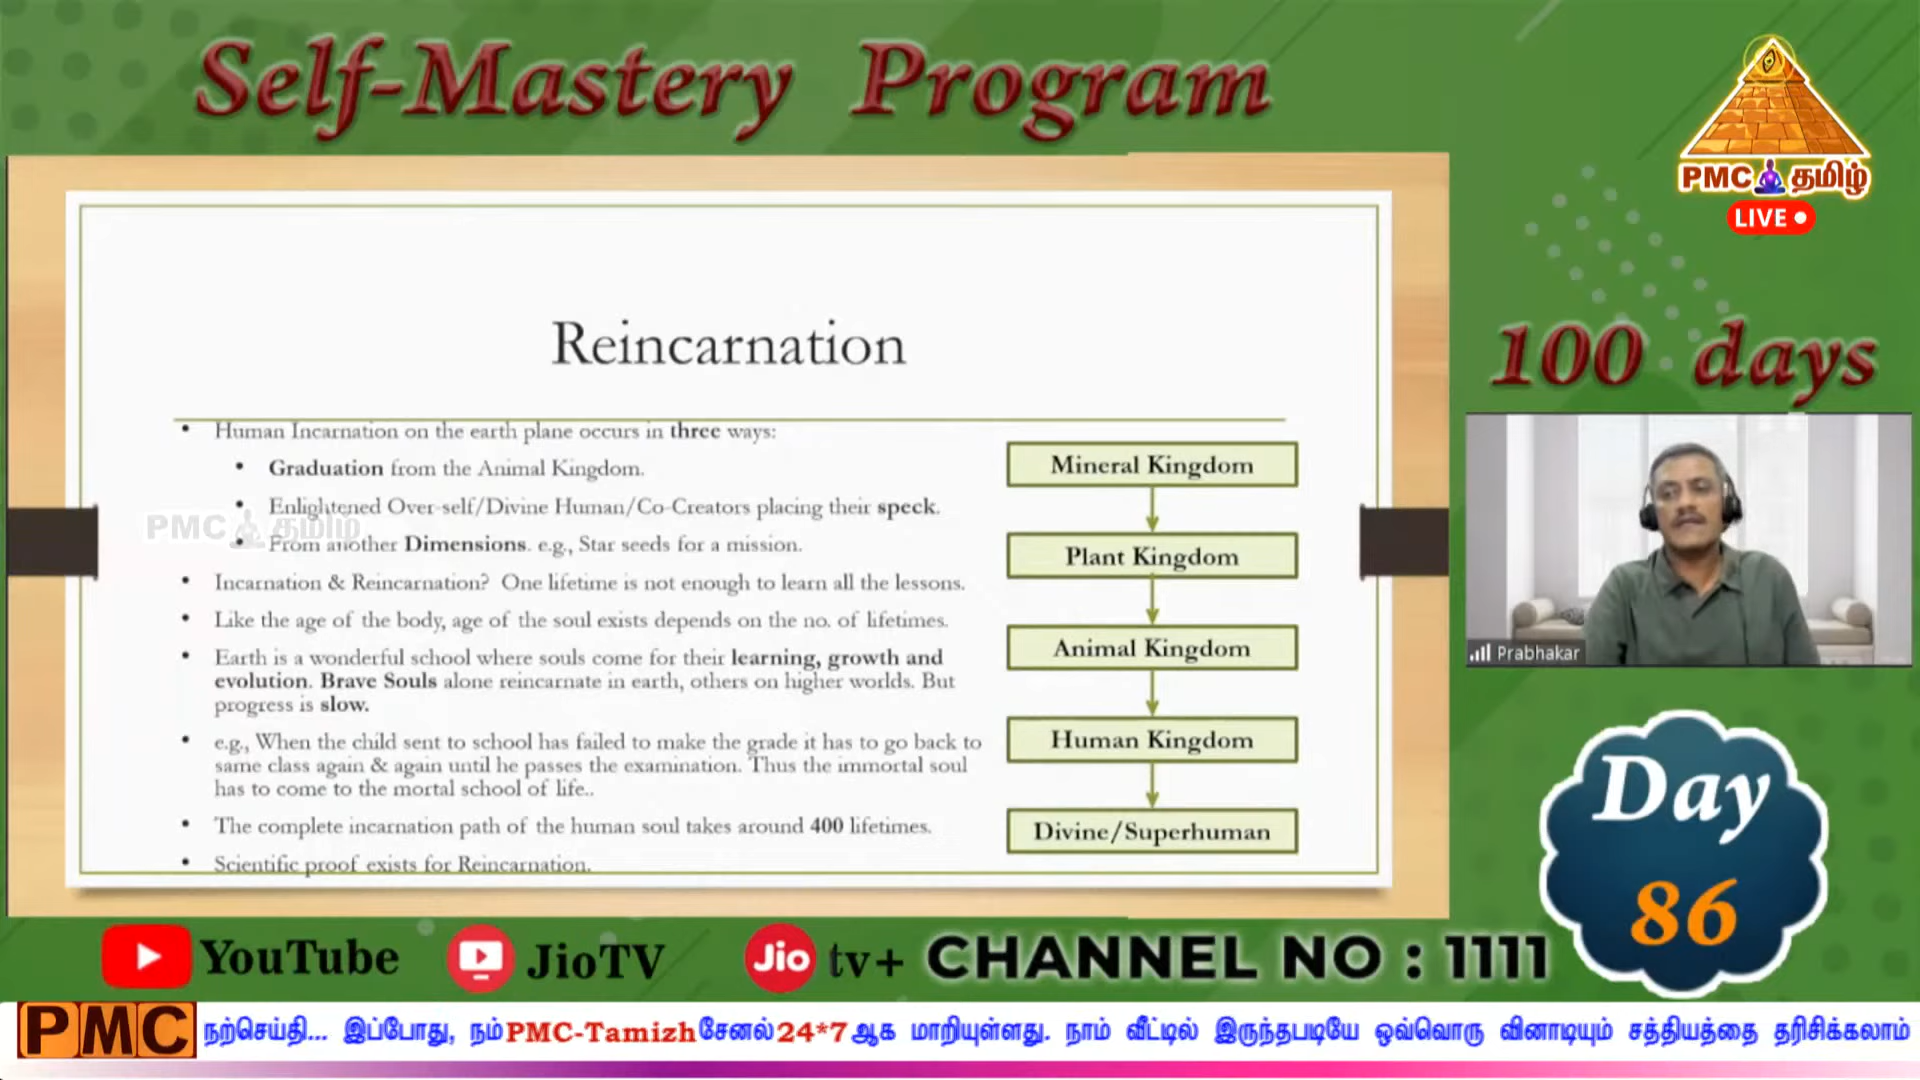 Self-Mastery Program
PMC தமிழ்
LIVE
100 days
Reincarnation
• Human Incarnation on the earth plane occurs in three ways:
• Graduation from the Animal Kingdom.
• Enlightened Over-self/Divine Human/Co-Creators placing their speck.
• From another Dimensions. e.g., Star seeds for a mission.
• Incarnation & Reincarnation? One lifetime is not enough to learn all the lessons.
• Like the age of the body, age of the soul exists depends on the no. of lifetimes.
• Earth is a wonderful school where souls come for their learning, growth and
evolution. Brave Souls alone reincarnate in earth, others on higher worlds. But
progress is slow.
• e.g., When the child sent to school has failed to make the grade it has to go back to
same class again & again until he passes the examination. Thus the immortal soul
has to come to the mortal school of life..
• The complete incarnation path of the human soul takes around 400 lifetimes.
• Scientific proof exists for Reincarnation.
PMC தமிழ்
Mineral Kingdom
Plant Kingdom
Animal Kingdom
Human Kingdom
Divine/Superhuman
Prabhakar
Day
86
YouTube JioTV Jio tv+ CHANNEL NO : 1111
PMC நற்செய்தி... இப்போது, நம் PMC-Tamizh சேனல் 24*7 ஆக மாறியுள்ளது. நாம் வீட்டில் இருந்தபடியே ஒவ்வொரு வினாடியும் சத்தியத்தை தரிசிக்கலாம்